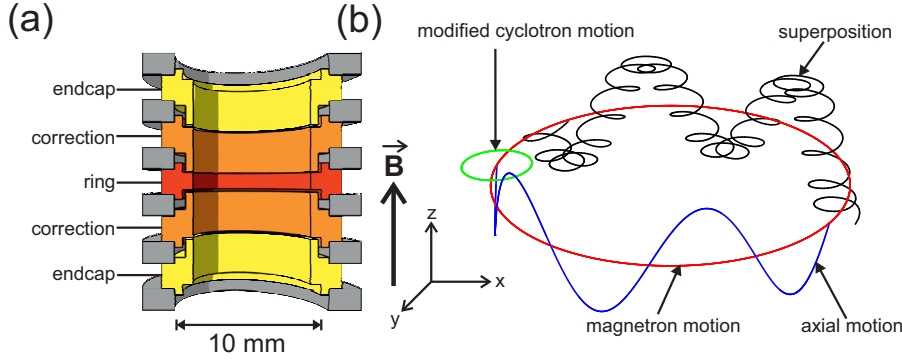 (a)
endcap
correction
ring
correction
endcap
10 mm
B
z
x
y
(b)
modified cyclotron motion
superposition
magnetron motion
axial motion